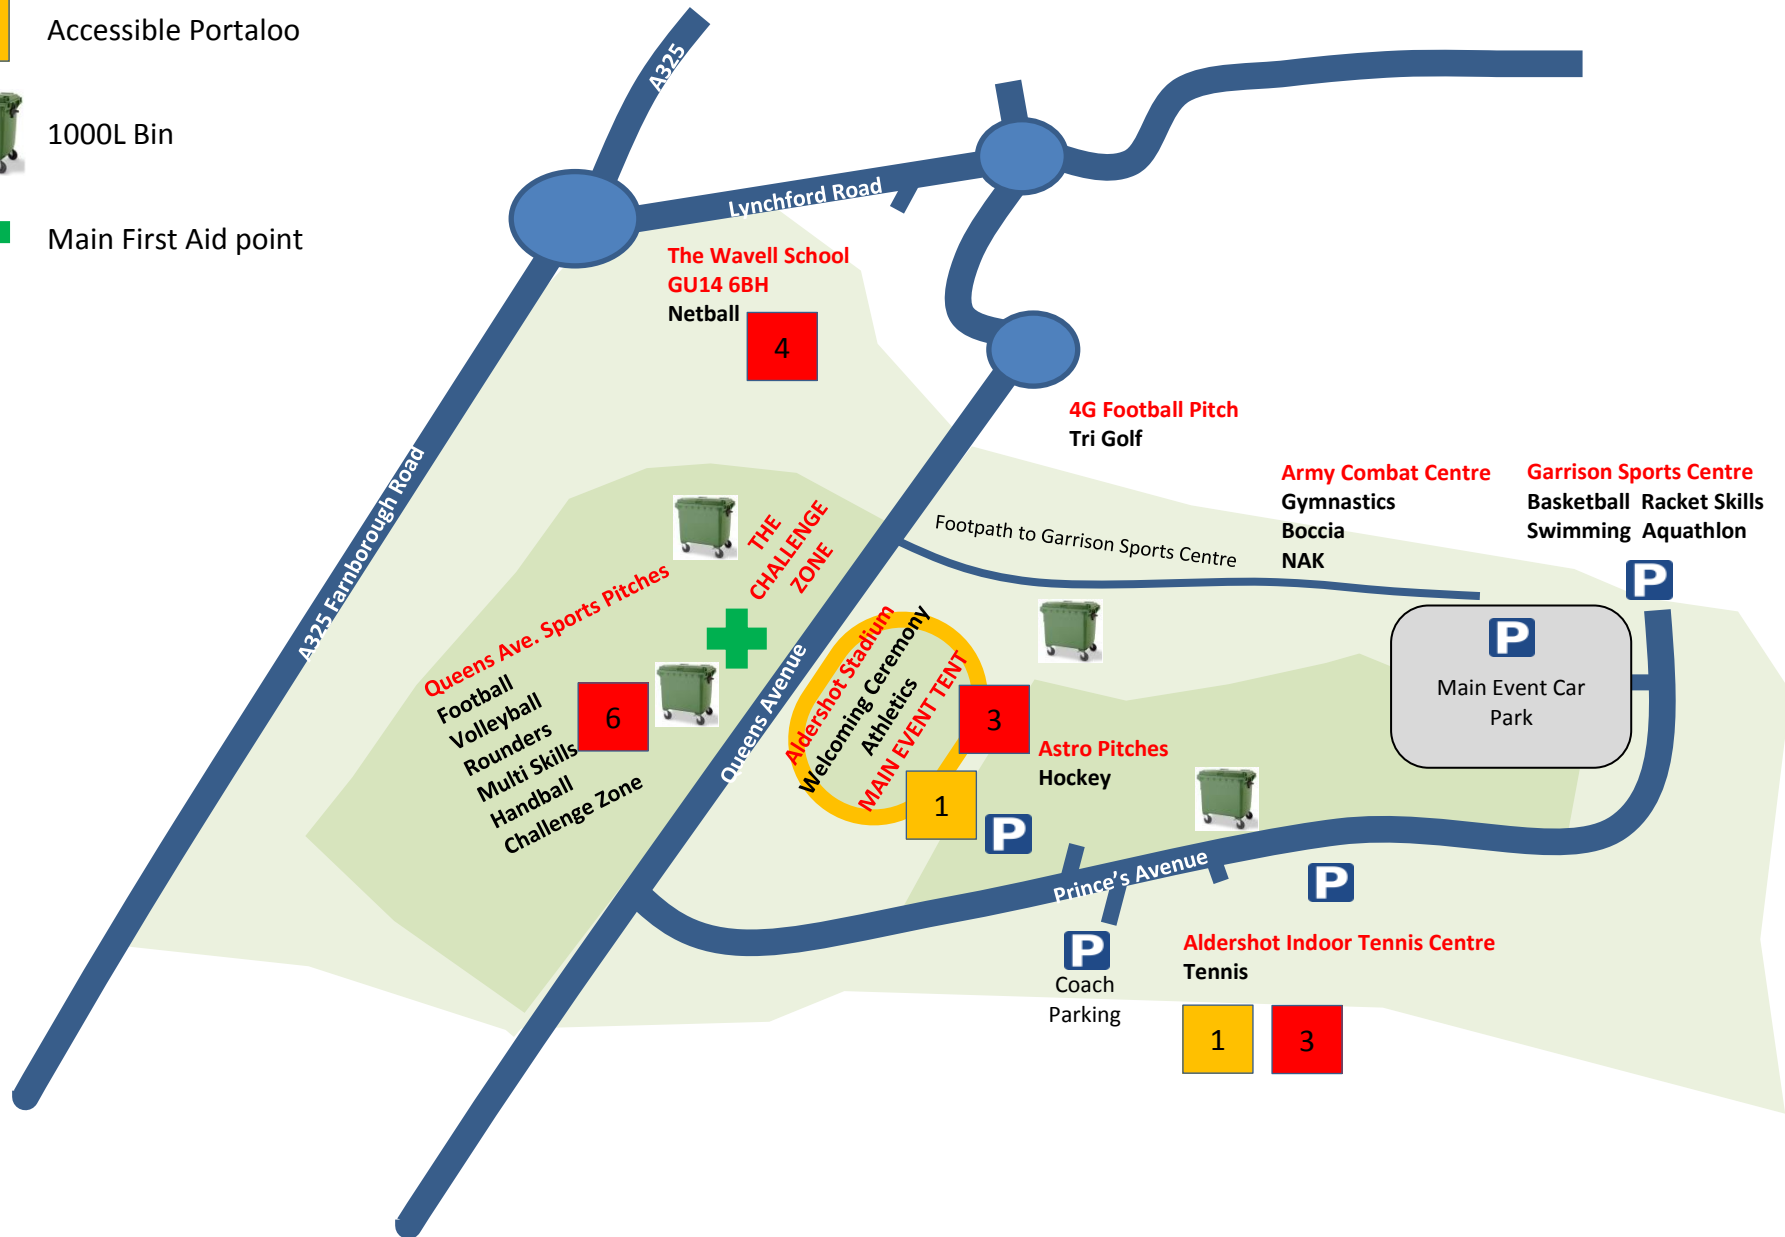 Accessible Portaloo
1000L Bin
Main First Aid point
A325
Lynchford Road
The Wavell School
GU14 6BH
Netball
4
4G Football Pitch
Tri Golf
A325 Farnborough Road
Army Combat Centre
Gymnastics
Boccia
NAK
Garrison Sports Centre
Basketball Racket Skills
Swimming Aquathlon
P
Footpath to Garrison Sports Centre
THE
CHALLENGE
ZONE
Queens Ave. Sports Pitches
Football
Volleyball
Rounders
Multi Skills
Handball
Challenge Zone
6
Queens Avenue
Aldershot Stadium
Welcoming Ceremony
Athletics
MAIN EVENT TENT
3
1
P
Astro Pitches
Hockey
P
Main Event Car
Park
Prince's Avenue
P
P
Coach
Parking
Aldershot Indoor Tennis Centre
Tennis
1
3